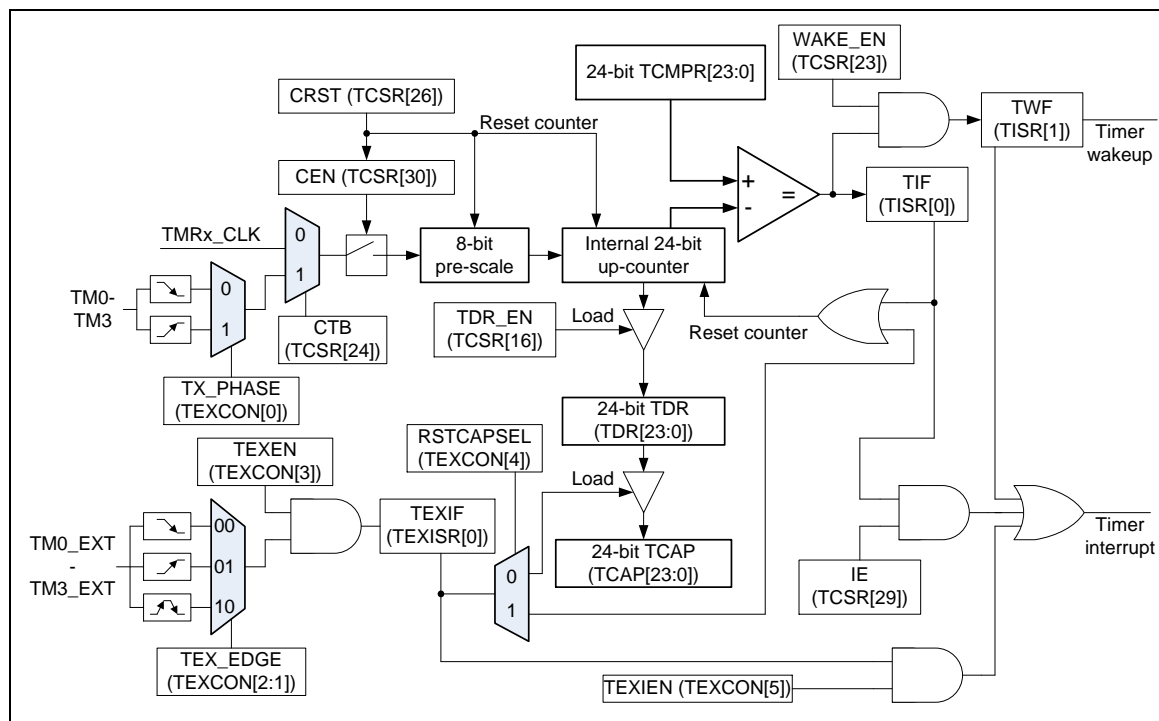 WAKE_EN
(TCSR[23])
24-bit TCMPR[23:0]
CRST (TCSR[26])
Reset counter
TWF
(TISR[1])
Timer
wakeup
CEN (TCSR[30])
+
-
=
TIF
(TISR[0])
TMRx_CLK
0
1
8-bit
pre-scale
Internal 24-bit
up-counter
TM0-
TM3
0
1
CTB
(TCSR[24])
TDR_EN
(TCSR[16])
Load
Reset counter
TX_PHASE
(TEXCON[0])
24-bit TDR
(TDR[23:0])
RSTCAPSEL
(TEXCON[4])
TEXEN
(TEXCON[3])
Load
TEXIF
(TEXISR[0])
00
01
10
TM0_EXT
-
TM3_EXT
24-bit TCAP
(TCAP[23:0])
0
1
Timer
interrupt
IE
(TCSR[29])
TEX_EDGE
(TEXCON[2:1])
TEXIEN (TEXCON[5])